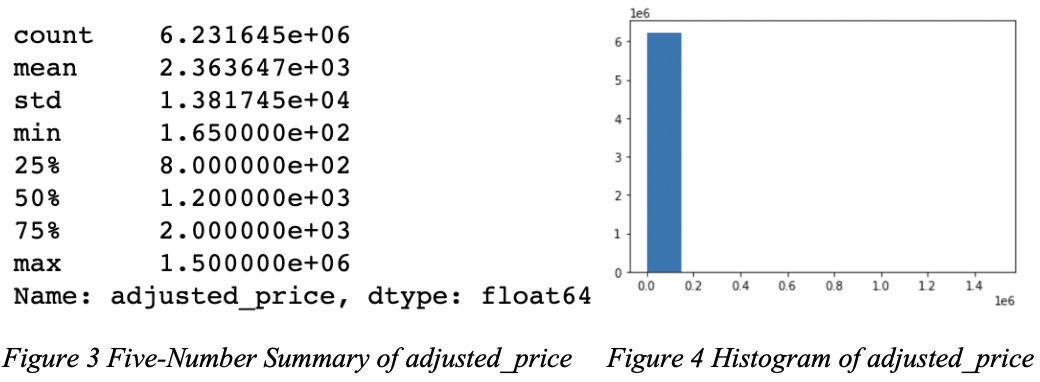 count 6.231645e+06
mean 2.363647e+03
std 1.381745e+04
min 1.650000e+02
25% 8.000000e+02
50% 1.200000e+03
75% 2.000000e+03
max 1.500000e+06
Name: adjusted_price, dtype: float64
Figure 3 Five-Number Summary of adjusted_price
1e6
6
5
4
3
2
1
0
0.0 0.2 0.4 0.6 0.8 1.0 1.2 1.4
1e6
Figure 4 Histogram of adjusted_price